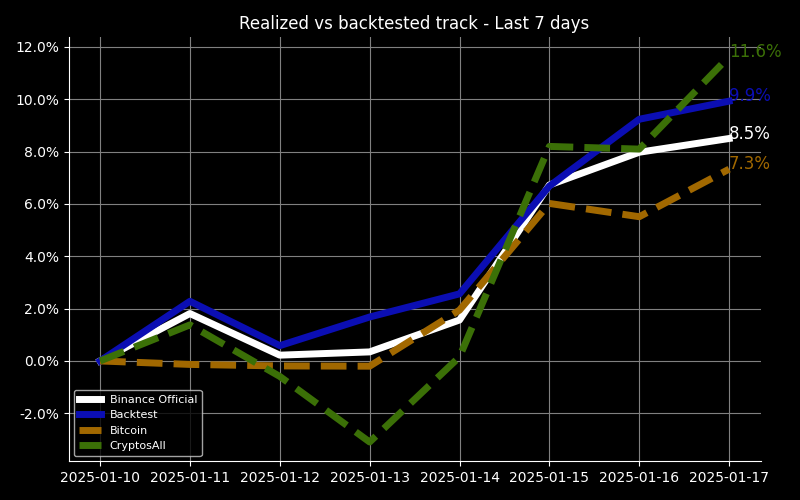 Realized vs backtested track - Last 7 days
12.0%
10.0%
8.0%
6.0%
4.0%
2.0%
0.0%
-2.0%
11.6%
9.9%
8.5%
7.3%
Binance Official
Backtest
Bitcoin
CryptosAll
2025-01-10 2025-01-11 2025-01-12 2025-01-13 2025-01-14 2025-01-15 2025-01-16 2025-01-17